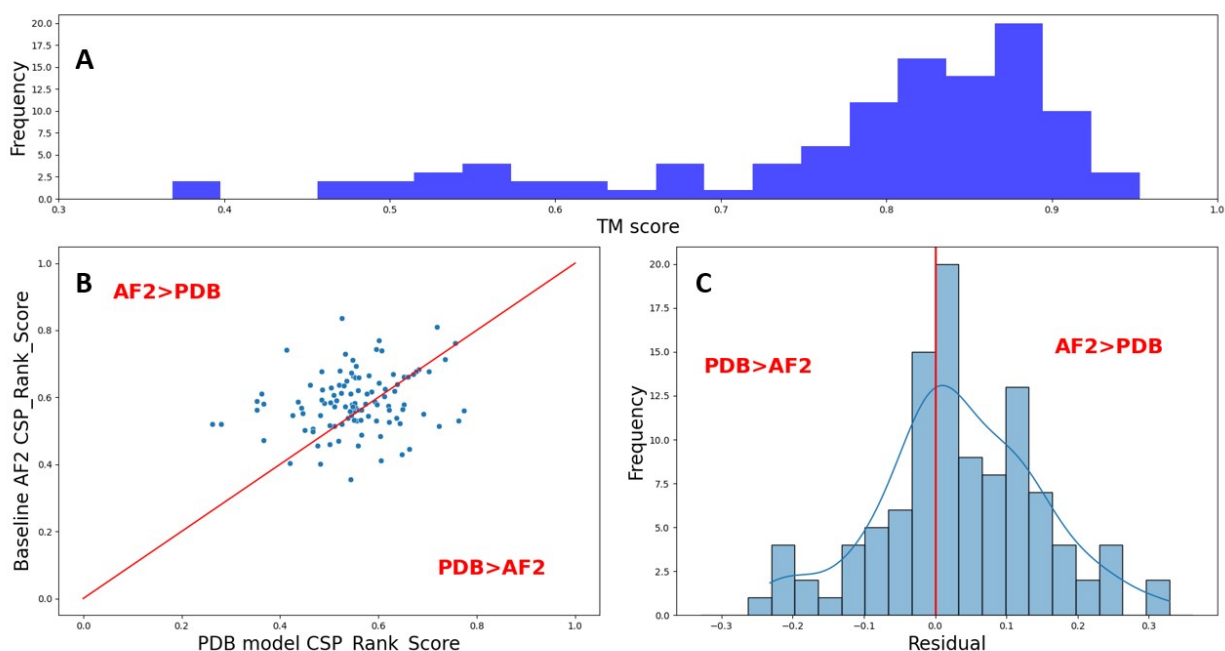 A
Frequency
20.0
17.5
15.0
12.5
10.0
7.5
5.0
2.5
0.0
0.3 0.4 0.5 0.6 0.7 0.8 0.9 1.0
TM score
B
AF2>PDB
PDB>AF2
Baseline AF2 CSP_Rank_Score
1.0
0.8
0.6
0.4
0.2
0.0
0.0 0.2 0.4 0.6 0.8 1.0
PDB model CSP_Rank_Score
C
PDB>AF2
AF2>PDB
Frequency
20.0
17.5
15.0
12.5
10.0
7.5
5.0
2.5
0.0
−0.3 −0.2 −0.1 0.0 0.1 0.2 0.3
Residual